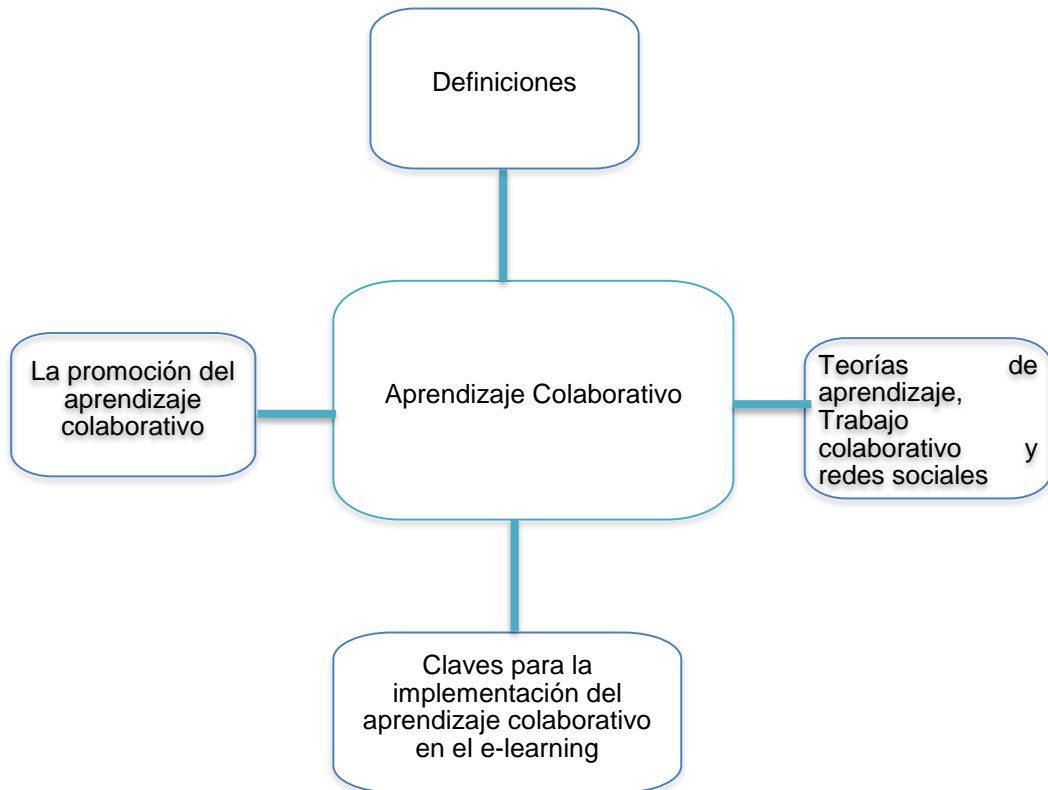 Definiciones
La promoción del
aprendizaje
colaborativo
Aprendizaje Colaborativo
Teorías de
aprendizaje,
Trabajo
colaborativo y
redes sociales
Claves para la
implementación del
aprendizaje colaborativo
en el e-learning